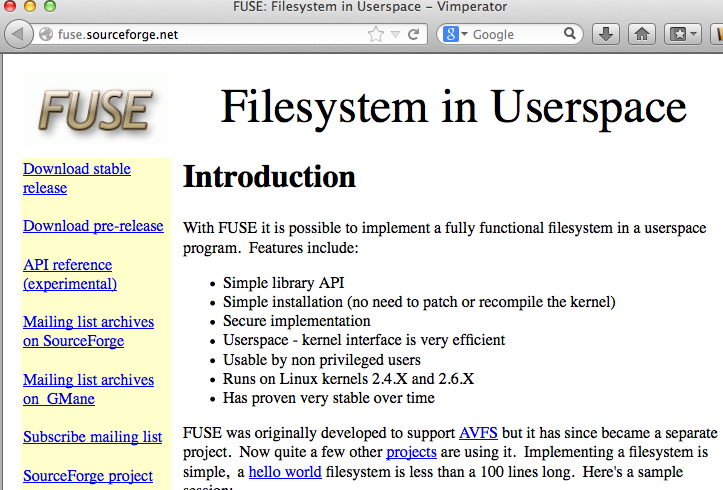 FUSE: Filesystem in Userspace – Vimperator
fuse.sourceforge.net
Google
FUSE
Filesystem in Userspace
Download stable
release
Download pre-release
API reference
(experimental)
Mailing list archives
on SourceForge
Mailing list archives
on GMane
Subscribe mailing list
SourceForge project
Introduction
With FUSE it is possible to implement a fully functional filesystem in a userspace
program. Features include:
• Simple library API
• Simple installation (no need to patch or recompile the kernel)
• Secure implementation
• Userspace - kernel interface is very efficient
• Usable by non privileged users
• Runs on Linux kernels 2.4.X and 2.6.X
• Has proven very stable over time
FUSE was originally developed to support AVFS but it has since became a separate
project. Now quite a few other projects are using it. Implementing a filesystem is
simple, a hello world filesystem is less than a 100 lines long. Here's a sample
session: